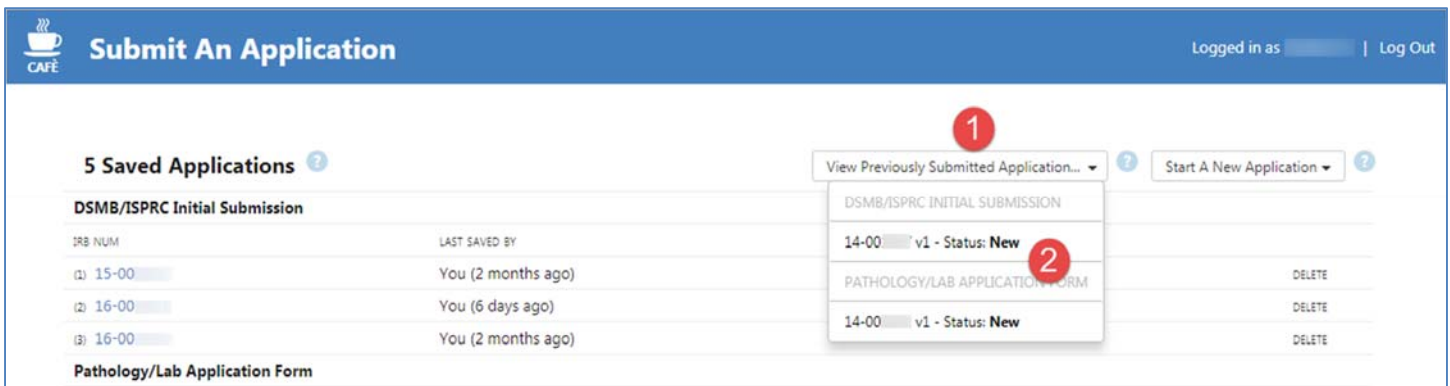 CAFÈ
Submit An Application
Logged in as | Log Out
1
5 Saved Applications ?
View Previously Submitted Application... ?
Start A New Application ?
DSMB/ISPRC Initial Submission
DSMB/ISPRC INITIAL SUBMISSION
IRB NUM LAST SAVED BY
14-00 v1 - Status: New
2
(1) 15-00 You (2 months ago) DELETE
PATHOLOGY/LAB APPLICATION FORM
(2) 16-00 You (6 days ago) DELETE
14-00 v1 - Status: New
(3) 16-00 You (2 months ago) DELETE
Pathology/Lab Application Form